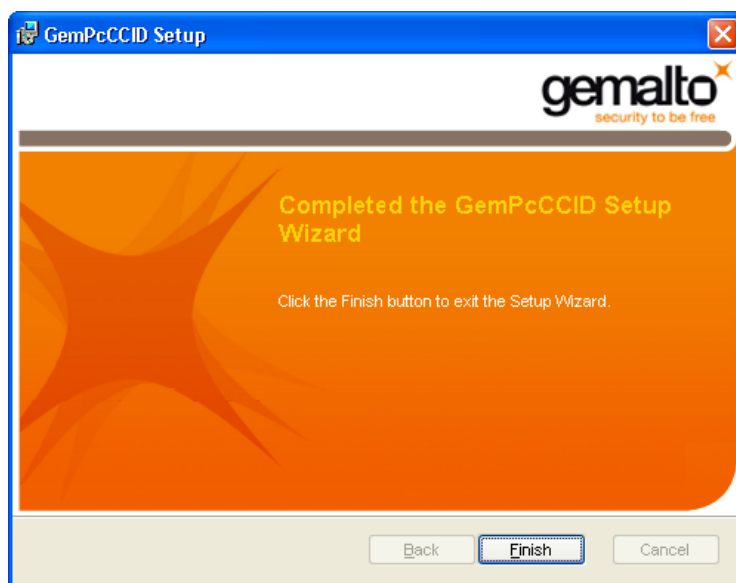 GemPcCCID Setup
gemalto
security to be free
Completed the GemPcCCID Setup
Wizard
Click the Finish button to exit the Setup Wizard.
Back Finish Cancel